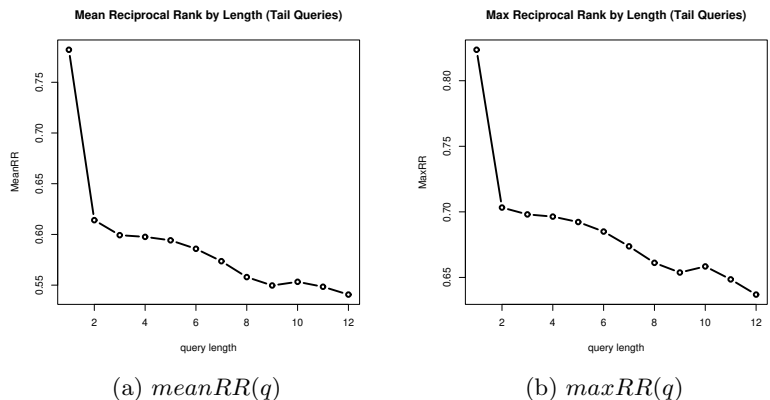 Mean Reciprocal Rank by Length (Tail Queries)
MeanRR
0.75
0.70
0.65
0.60
0.55
2 4 6 8 10 12
query length
(a) meanRR(q)
Max Reciprocal Rank by Length (Tail Queries)
MaxRR
0.80
0.75
0.70
0.65
2 4 6 8 10 12
query length
(b) maxRR(q)